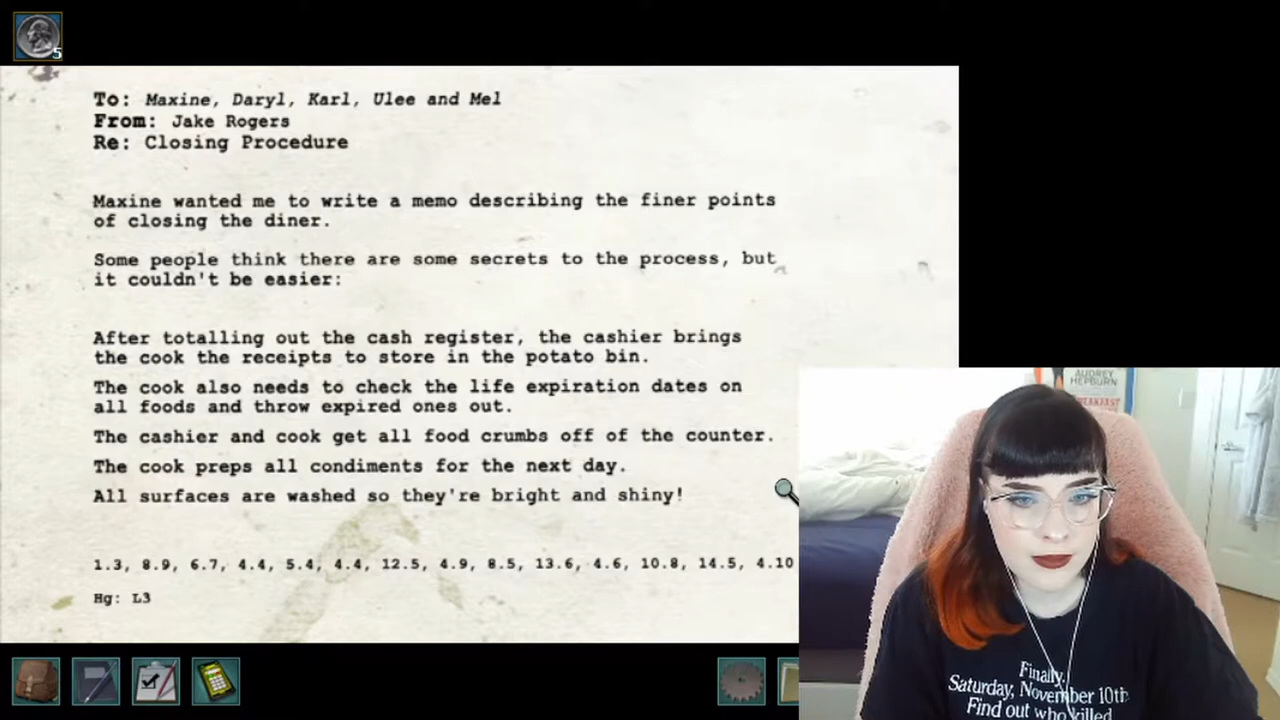 5
To: Maxine, Daryl, Karl, Ulee and Mel
From: Jake Rogers
Re: Closing Procedure
Maxine wanted me to write a memo describing the finer points
of closing the diner.
Some people think there are some secrets to the process, but
it couldn't be easier:
After totalling out the cash register, the cashier brings
the cook the receipts to store in the potato bin.
The cook also needs to check the life expiration dates on
all foods and throw expired ones out.
The cashier and cook get all food crumbs off of the counter.
The cook preps all condiments for the next day.
All surfaces are washed so they're bright and shiny!
1.3, 8.9, 6.7, 4.4, 5.4, 4.4, 12.5, 4.9, 8.5, 13.6, 4.6, 10.8, 14.5, 4.10
Hg: L3
AUDREY
HEPBURN
BREAKFAST
Finally.
Saturday, November 10th.
Find out who killed